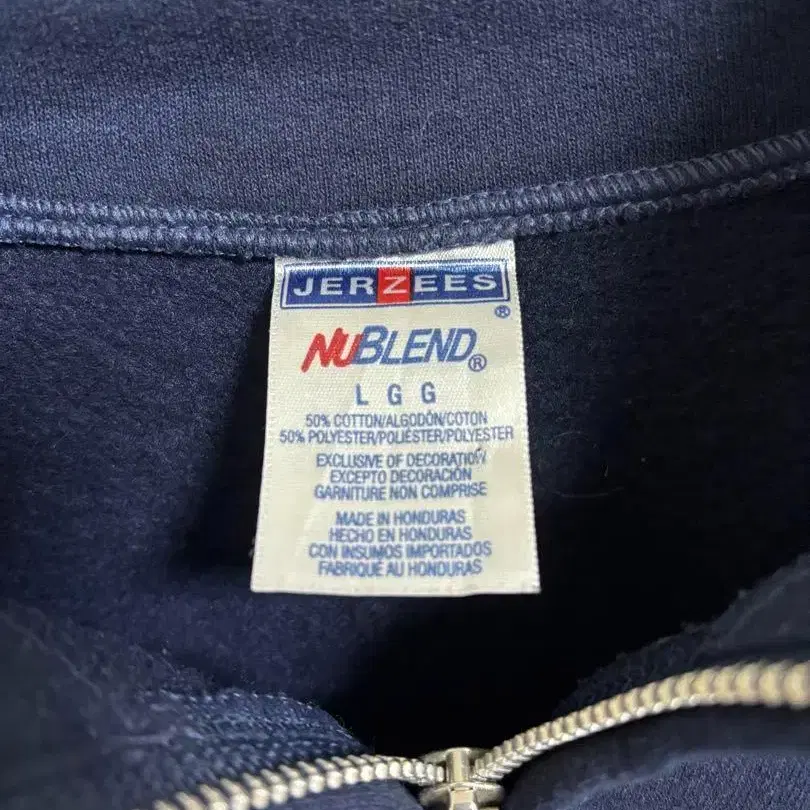 JERZEES
®
NUBLEND®
L G G
50% COTTON/ALGODÓN/COTON
50% POLYESTER/POLIÉSTER/POLYESTER
EXCLUSIVE OF DECORATION
EXCEPTO DECORACIÓN
GARNITURE NON COMPRISE
MADE IN HONDURAS
HECHO EN HONDURAS
CON INSUMOS IMPORTADOS
FABRIQUÉ AU HONDURAS